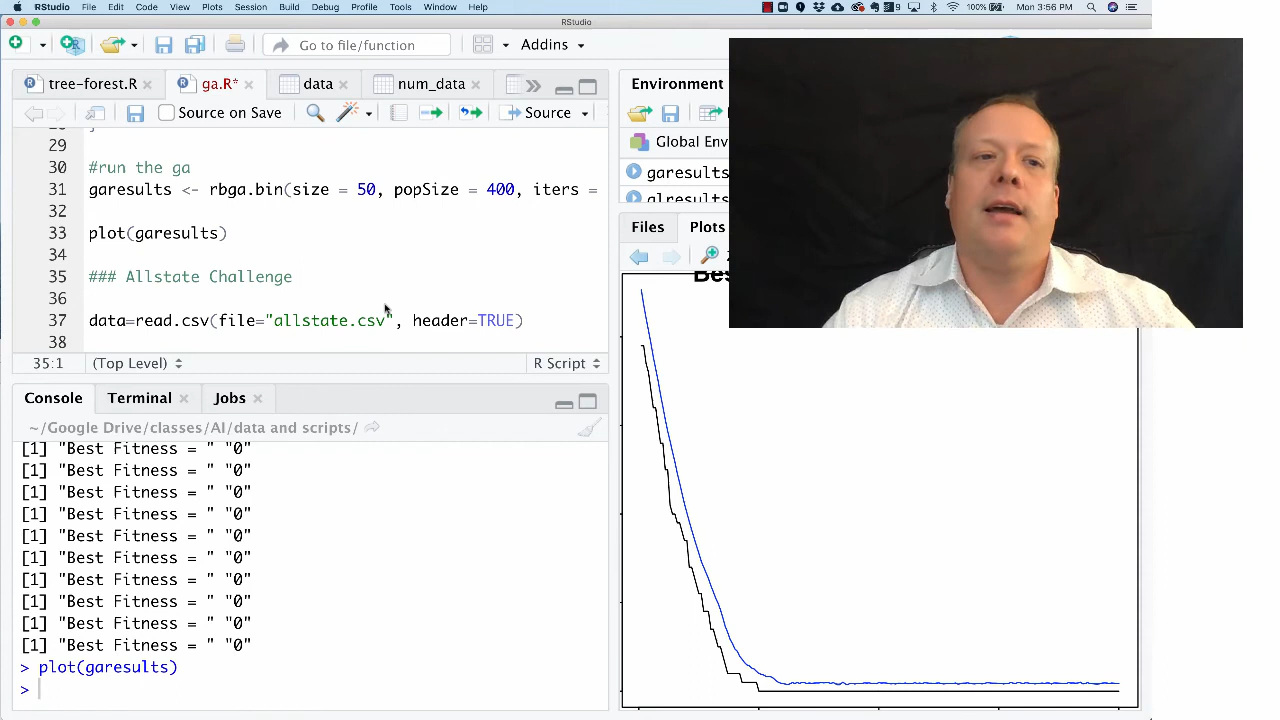 RStudio File Edit Code View Plots Session Build Debug Profile Tools Window Help 9 100% Mon 3:56 PM
RStudio
Go to file/function Addins
tree-forest.R ga.R* data num_data
Source on Save Source
29
30 #run the ga
31 garesults <- rbga.bin(size = 50, popSize = 400, iters =
32
33 plot(garesults)
34
35 ### Allstate Challenge
36
37 data=read.csv(file="allstate.csv", header=TRUE)
38
35:1 (Top Level) R Script
Console Terminal Jobs
~/Google Drive/classes/AI/data and scripts/
[1] "Best Fitness = " "0"
[1] "Best Fitness = " "0"
[1] "Best Fitness = " "0"
[1] "Best Fitness = " "0"
[1] "Best Fitness = " "0"
[1] "Best Fitness = " "0"
[1] "Best Fitness = " "0"
[1] "Best Fitness = " "0"
[1] "Best Fitness = " "0"
[1] "Best Fitness = " "0"
> plot(garesults)
>
Environment
Global Env
garesults
Files Plots
Bes